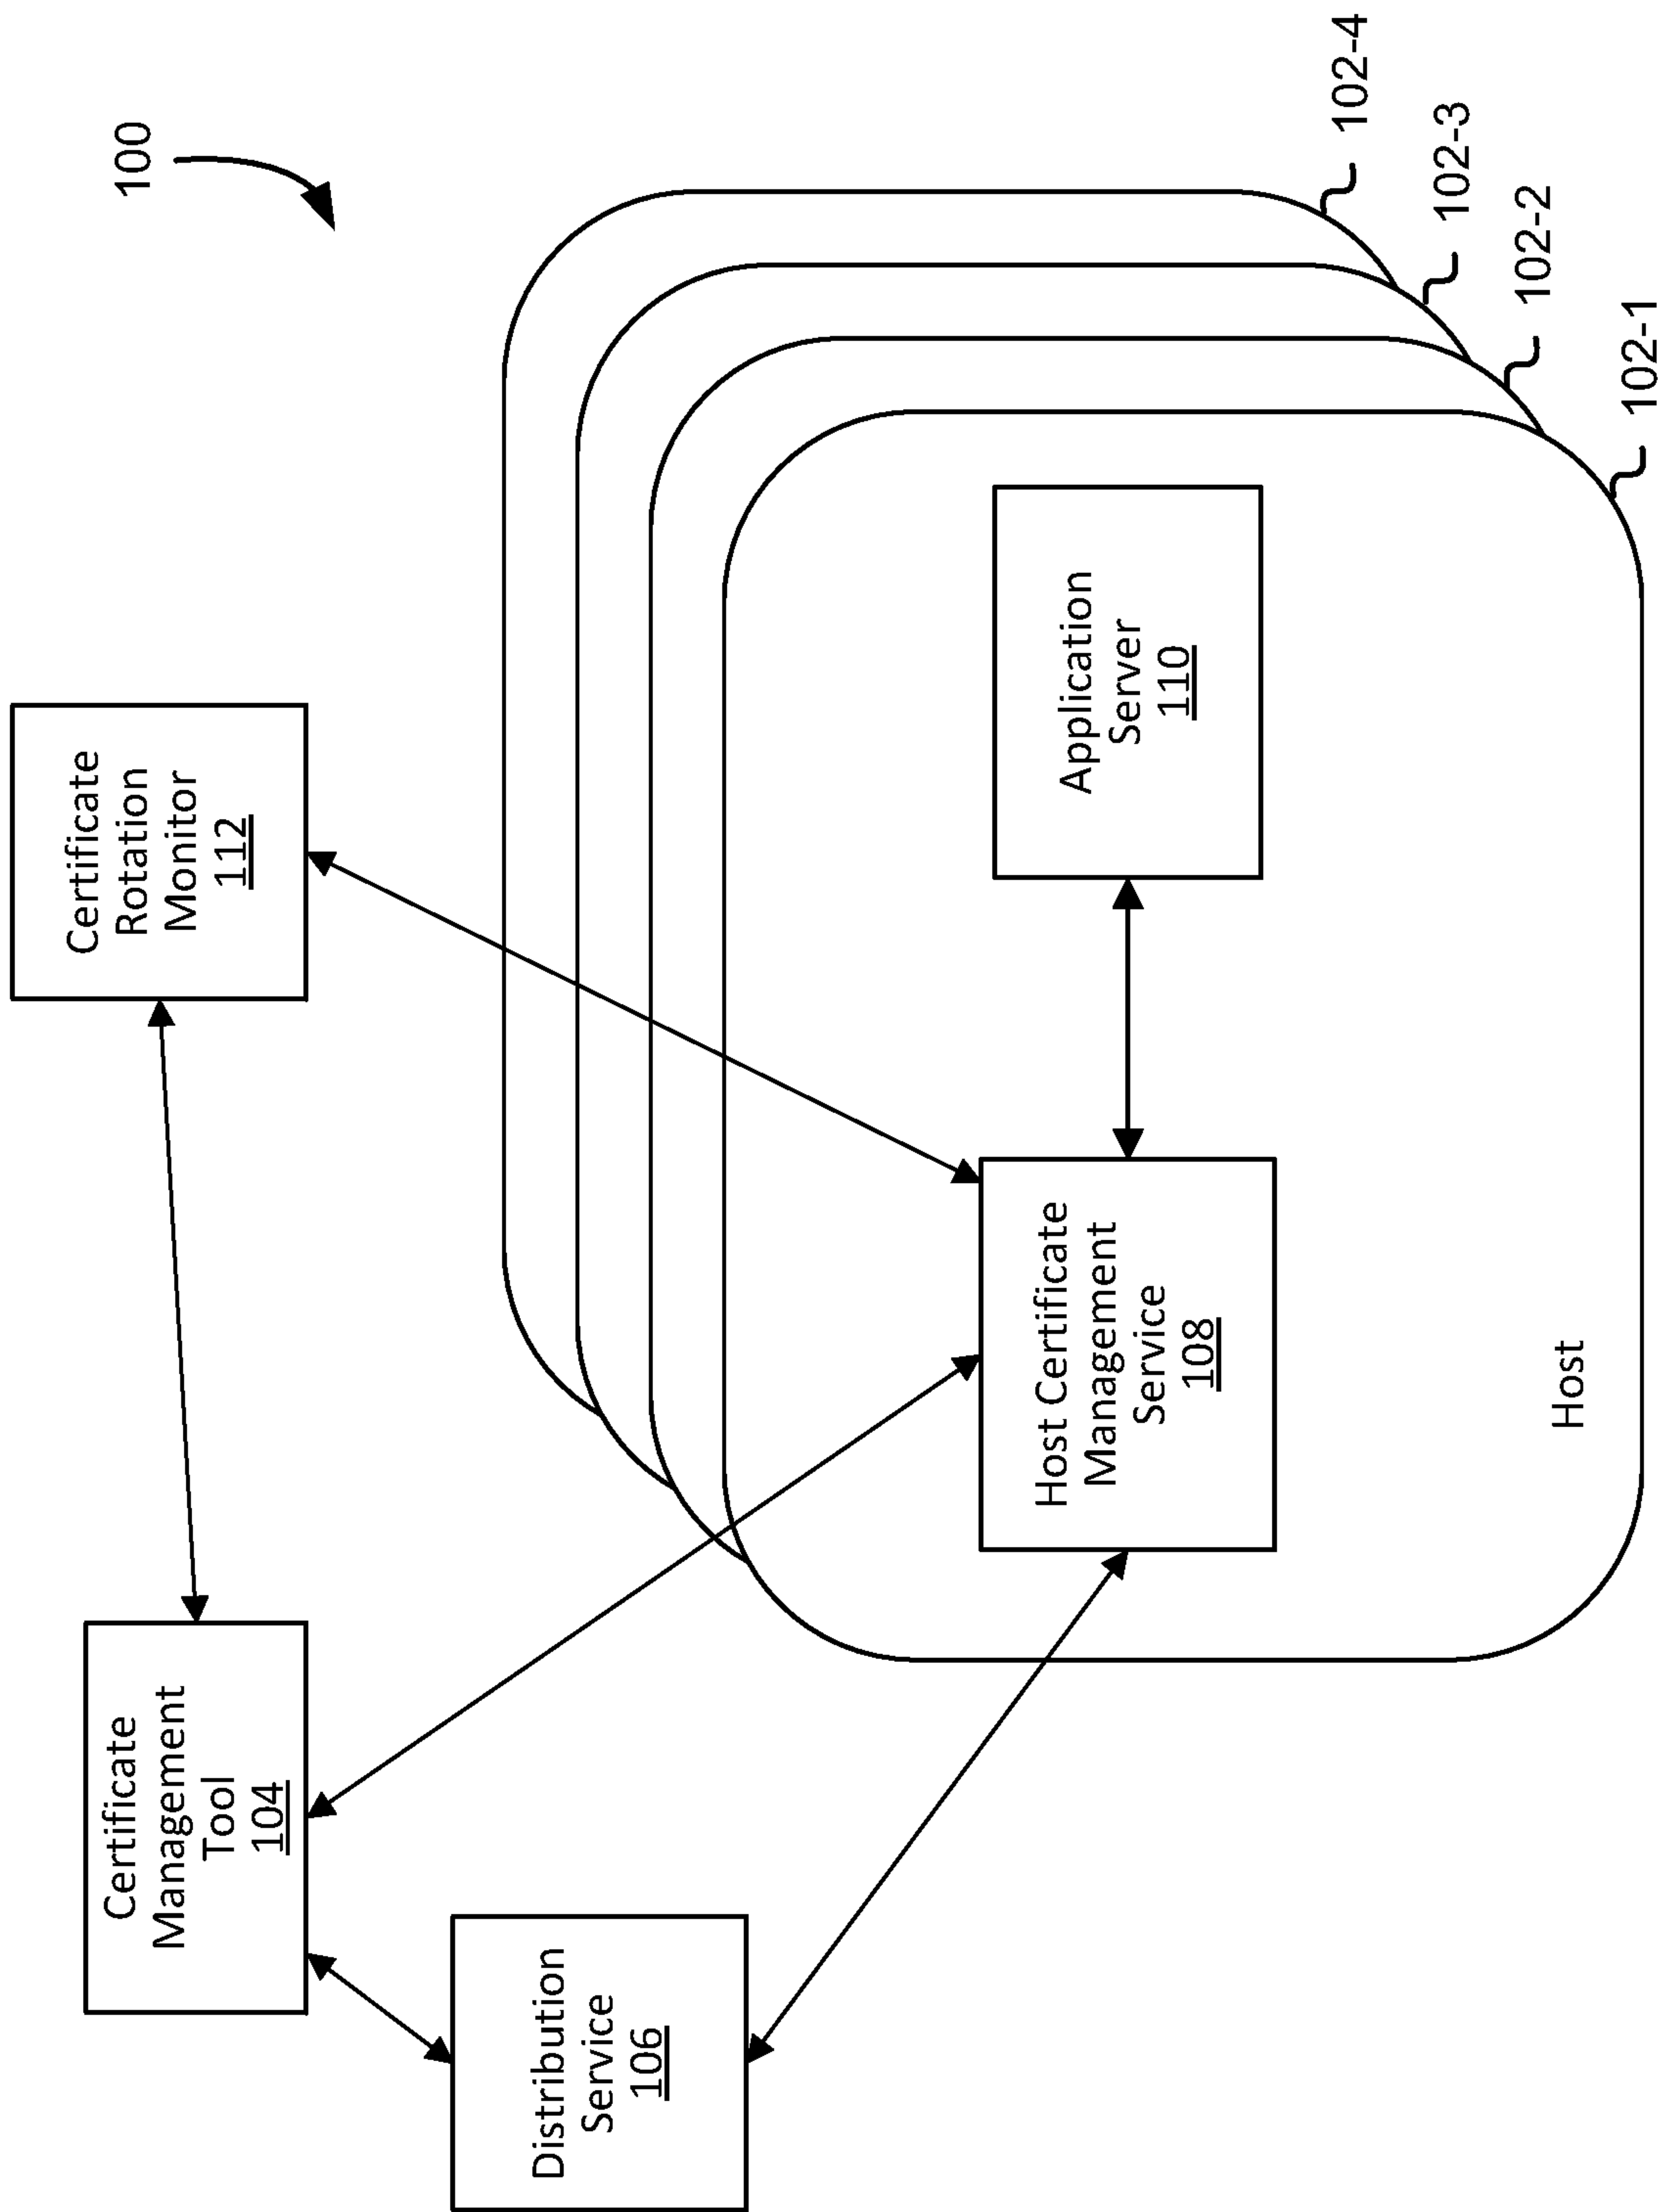 100
Certificate
Rotation
Monitor
112
Certificate
Management
Tool
104
Distribution
Service
106
Host Certificate
Management
Service
108
Application
Server
110
Host
102-4
102-3
102-2
102-1